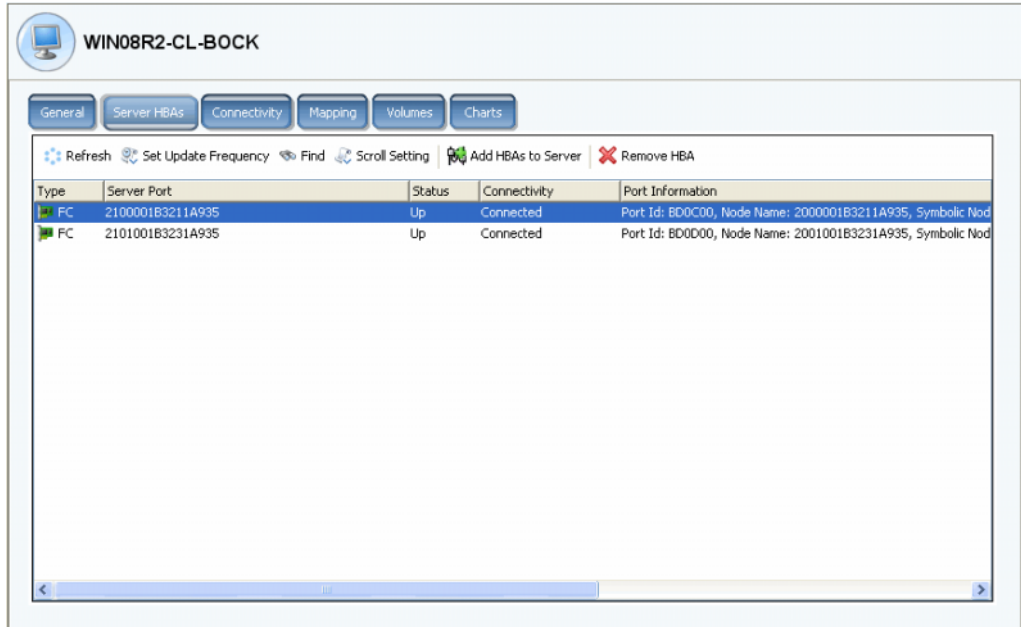 WIN08R2-CL-BOCK
General Server HBAs Connectivity Mapping Volumes Charts
Refresh Set Update Frequency Find Scroll Setting Add HBAs to Server Remove HBA
Type Server Port Status Connectivity Port Information
FC 2100001B3211A935 Up Connected Port Id: BD0C00, Node Name: 2000001B3211A935, Symbolic Nod
FC 2101001B3231A935 Up Connected Port Id: BD0D00, Node Name: 2001001B3231A935, Symbolic Nod